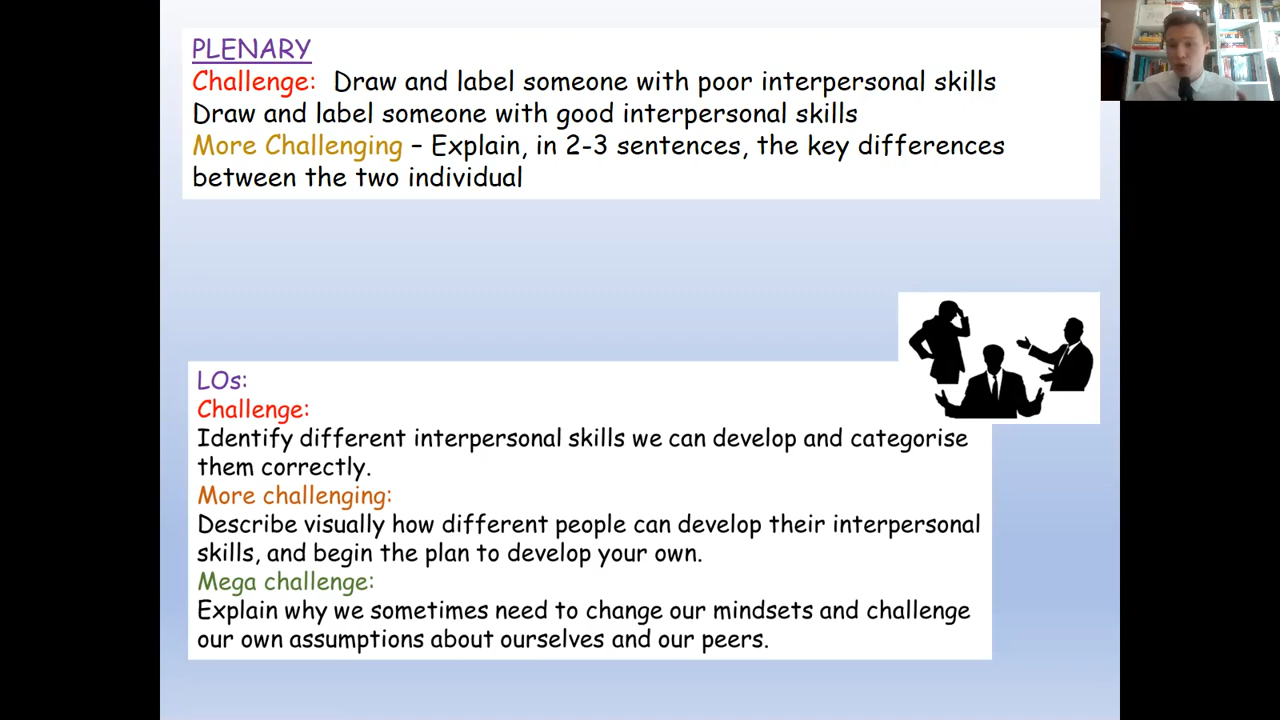 PLENARY
Challenge: Draw and label someone with poor interpersonal skills
Draw and label someone with good interpersonal skills
More Challenging – Explain, in 2-3 sentences, the key differences
between the two individual
LOs:
Challenge:
Identify different interpersonal skills we can develop and categorise
them correctly.
More challenging:
Describe visually how different people can develop their interpersonal
skills, and begin the plan to develop your own.
Mega challenge:
Explain why we sometimes need to change our mindsets and challenge
our own assumptions about ourselves and our peers.